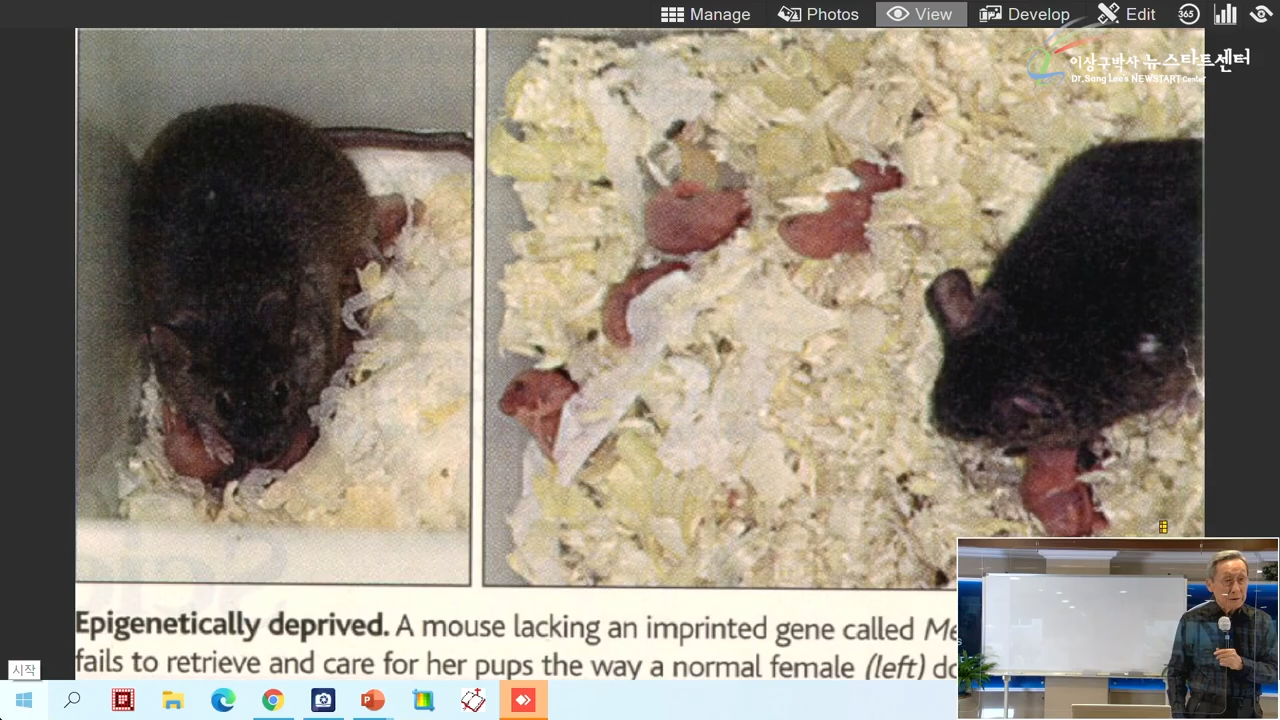 Manage Photos View Develop Edit 365
이상구박사 뉴스타트센터
Dr.Sang Lee's NEWSTART Center
Epigenetically deprived. A mouse lacking an imprinted gene called Me
fails to retrieve and care for her pups the way a normal female (left) do
시작